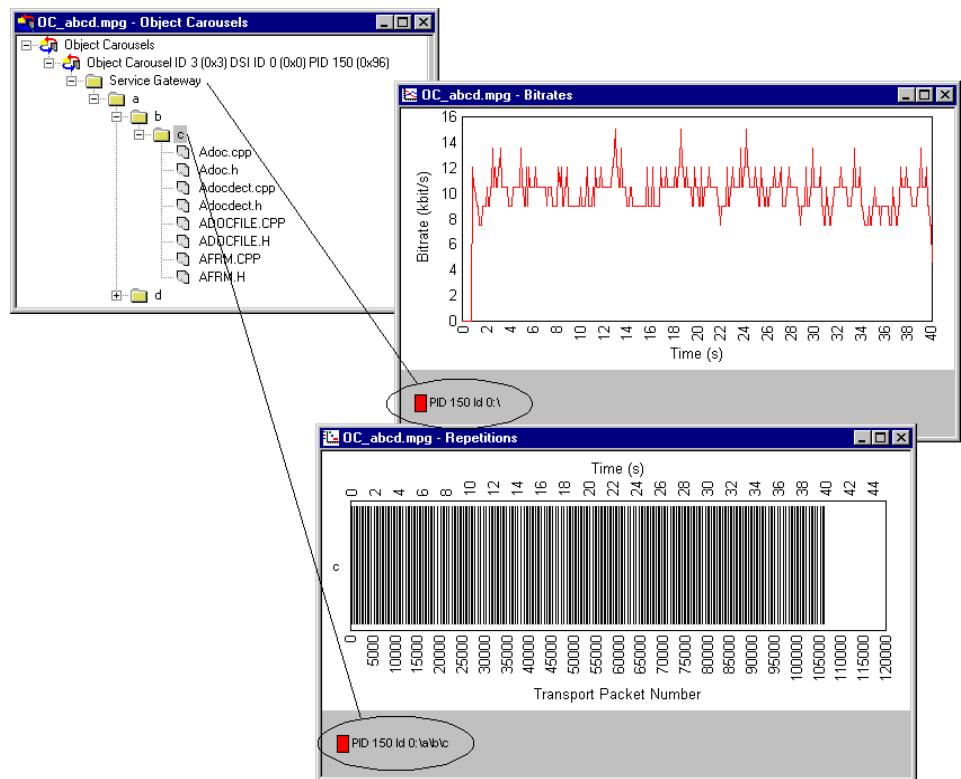 OC_abcd.mpg - Object Carousels
Object Carousels
Object Carousel ID 3 (0x3) DSI ID 0 (0x0) PID 150 (0x96)
Service Gateway
a
b
c
Adoc.cpp
Adoc.h
Adocdect.cpp
Adocdect.h
ADOCFILE.CPP
ADOCFILE.H
AFRM.CPP
AFRM.H
d
OC_abcd.mpg - Bitrates
Bitrate (kbit/s)
16
14
12
10
8
6
4
2
0
0 2 4 6 8 10 12 14 16 18 20 22 24 26 28 30 32 34 36 38 40
Time (s)
PID 150 Id 0:\
OC_abcd.mpg - Repetitions
Time (s)
0 2 4 6 8 10 12 14 16 18 20 22 24 26 28 30 32 34 36 38 40 42 44
c
0 5000 10000 15000 20000 25000 30000 35000 40000 45000 50000 55000 60000 65000 70000 75000 80000 85000 90000 95000 100000 105000 110000 115000 120000
Transport Packet Number
PID 150 Id 0:\a\b\c